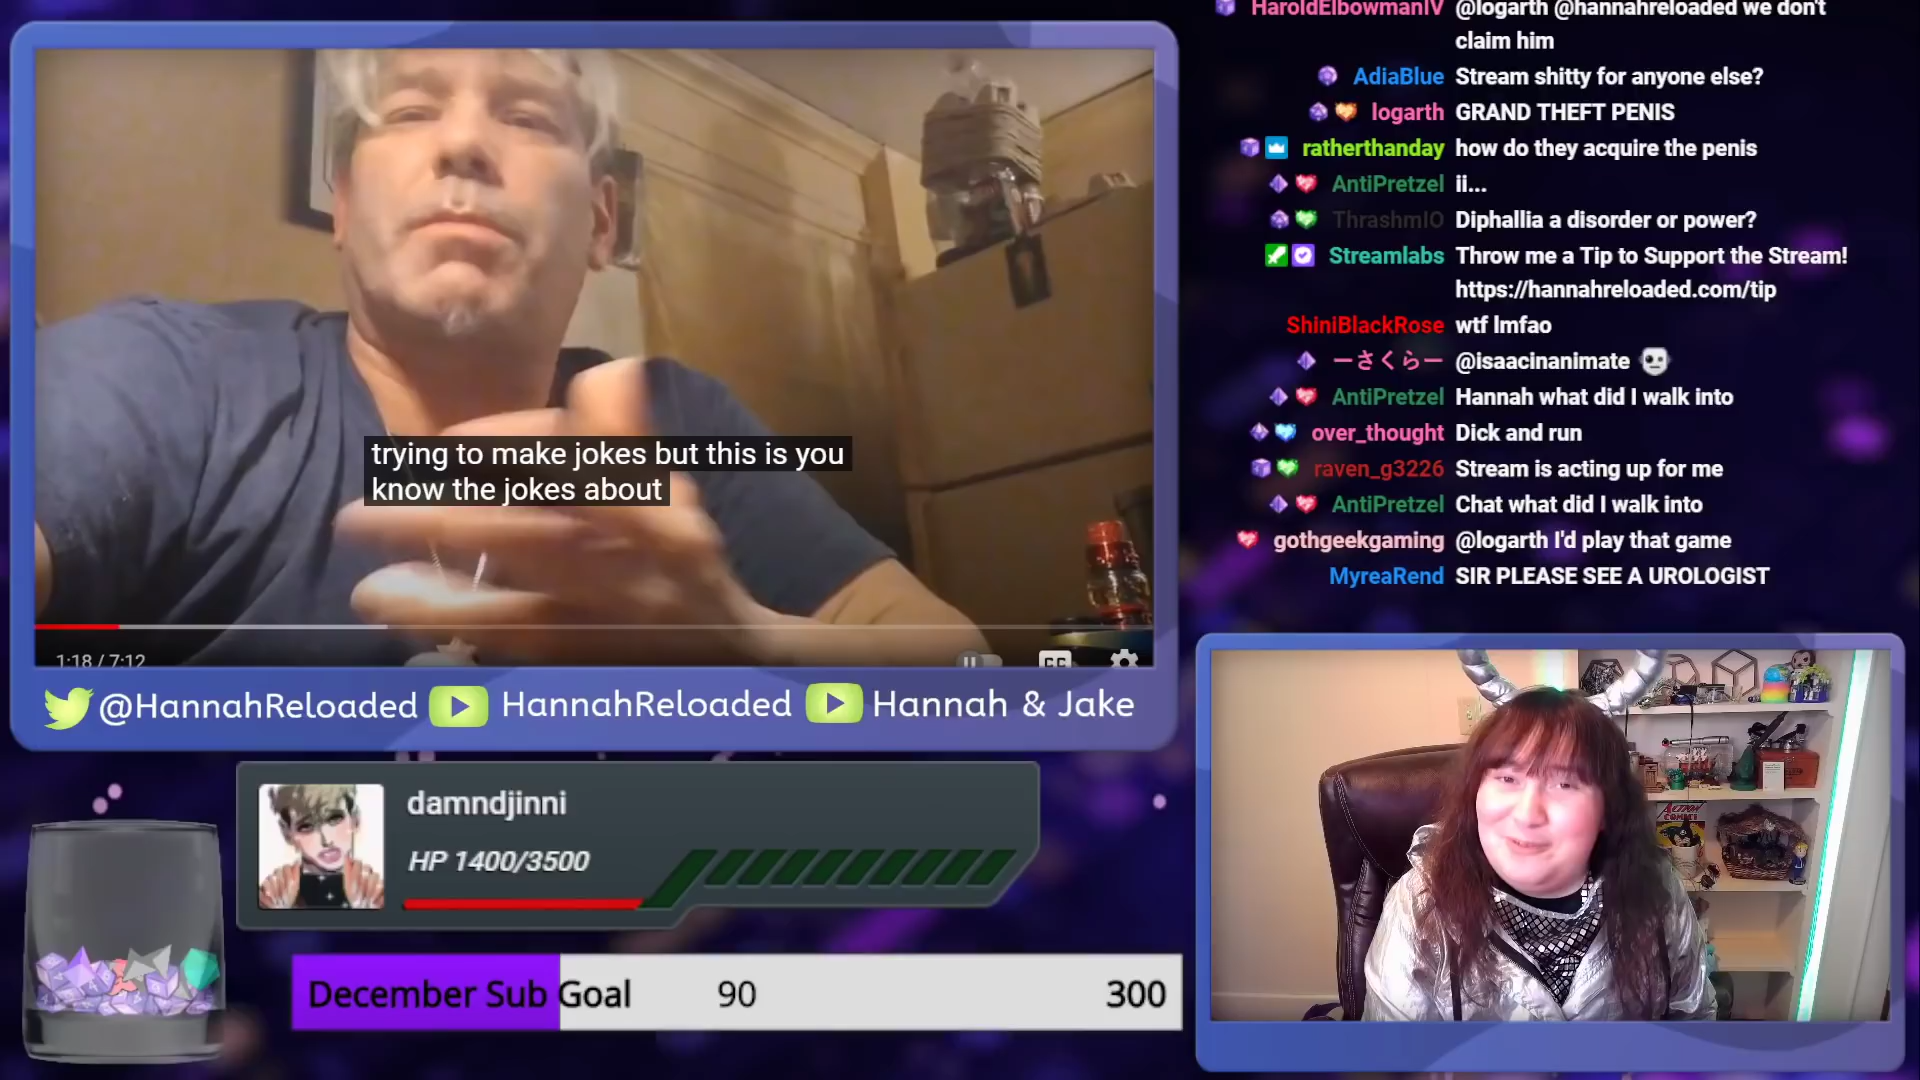 trying to make jokes but this is you
know the jokes about
1:18 / 7:12
@HannahReloaded HannahReloaded Hannah & Jake
damndjinni
HP 1400/3500
December Sub Goal 90 300
HaroldElbowmanIV @logarth @hannahreloaded we don't
claim him
AdiaBlue Stream shitty for anyone else?
logarth GRAND THEFT PENIS
ratherthanday how do they acquire the penis
AntiPretzel ii...
ThrashmIO Diphallia a disorder or power?
Streamlabs Throw me a Tip to Support the Stream!
https://hannahreloaded.com/tip
ShiniBlackRose wtf lmfao
ーさくらー @isaacinanimate
AntiPretzel Hannah what did I walk into
over_thought Dick and run
raven_g3226 Stream is acting up for me
AntiPretzel Chat what did I walk into
gothgeekgaming @logarth I'd play that game
MyreaRend SIR PLEASE SEE A UROLOGIST
ACTION
COMICS